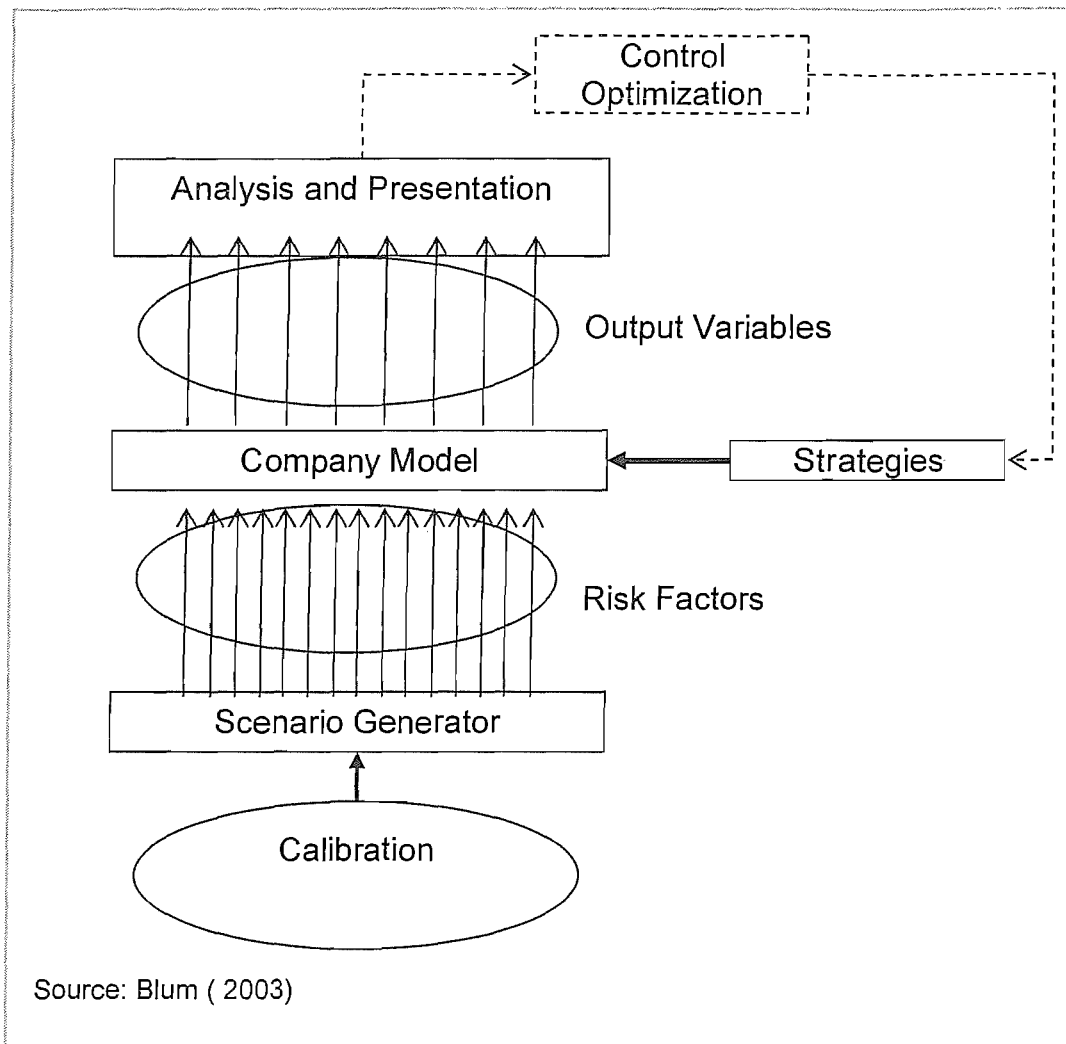 Control
Optimization
Analysis and Presentation
Output Variables
Company Model
Strategies
Risk Factors
Scenario Generator
Calibration
Source: Blum ( 2003)